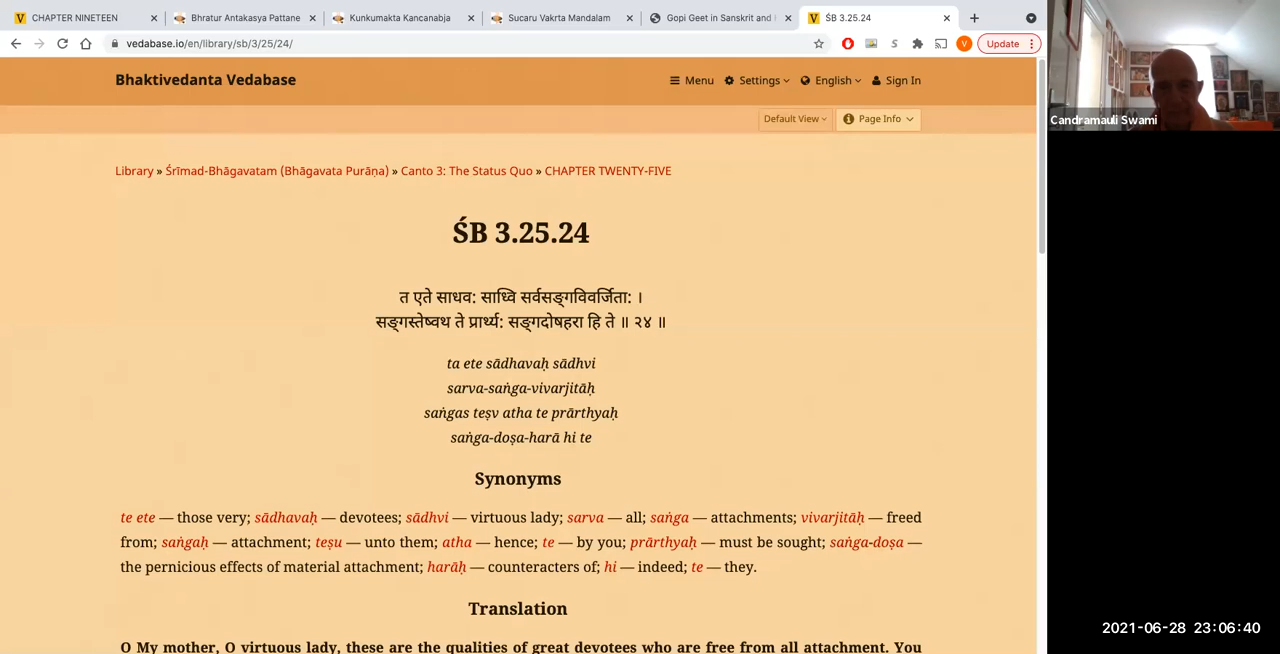 CHAPTER NINETEEN
Bhratur Antakasya Pattane
Kunkumakta Kancanabja
Sucaru Vakrta Mandalam
Gopi Geet in Sanskrit and
ŚB 3.25.24
vedabase.io/en/library/sb/3/25/24/
V
Update
Bhaktivedanta Vedabase
Menu
Settings
English
Sign In
Default View
Page Info
Library » Śrīmad-Bhāgavatam (Bhāgavata Purāṇa) » Canto 3: The Status Quo » CHAPTER TWENTY-FIVE
ŚB 3.25.24
त एते साधव: साध्वि सर्वसङ्गविवर्जिता: ।
सङ्गस्तेष्वथ ते प्रार्थ्य: सङ्गदोषहरा हि ते ॥ २४ ॥
ta ete sādhavaḥ sādhvi
sarva-saṅga-vivarjitāḥ
saṅgas teṣv atha te prārthyaḥ
saṅga-doṣa-harā hi te
Synonyms
te ete — those very; sādhavaḥ — devotees; sādhvi — virtuous lady; sarva — all; saṅga — attachments; vivarjitāḥ — freed
from; saṅgaḥ — attachment; teṣu — unto them; atha — hence; te — by you; prārthyaḥ — must be sought; saṅga-doṣa —
the pernicious effects of material attachment; harāḥ — counteracters of; hi — indeed; te — they.
Translation
O My mother, O virtuous lady, these are the qualities of great devotees who are free from all attachment. You
Candramauli Swami
2021-06-28 23:06:40